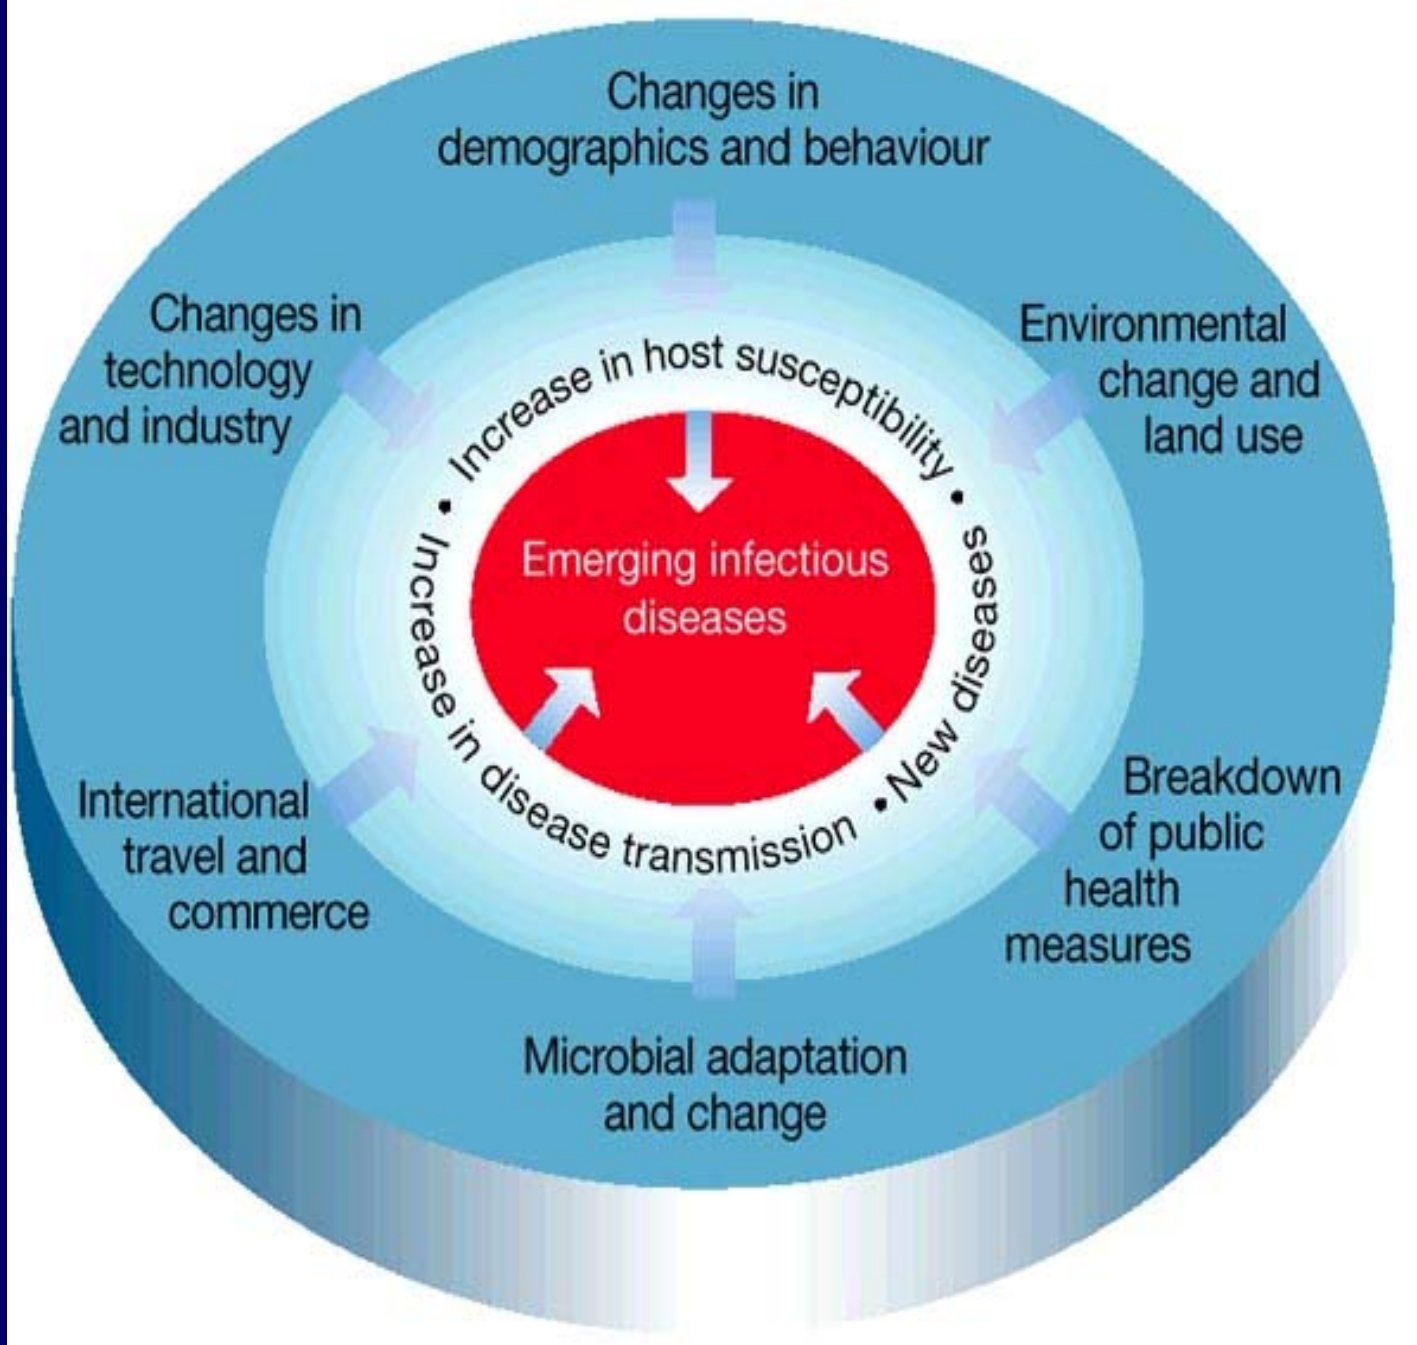 Changes in
demographics and behaviour
Changes in
technology
and industry
Environmental
change and
land use
• Increase in host susceptibility •
New diseases
• Increase in disease transmission
Emerging infectious
diseases
International
travel and
commerce
Breakdown
of public
health
measures
Microbial adaptation
and change